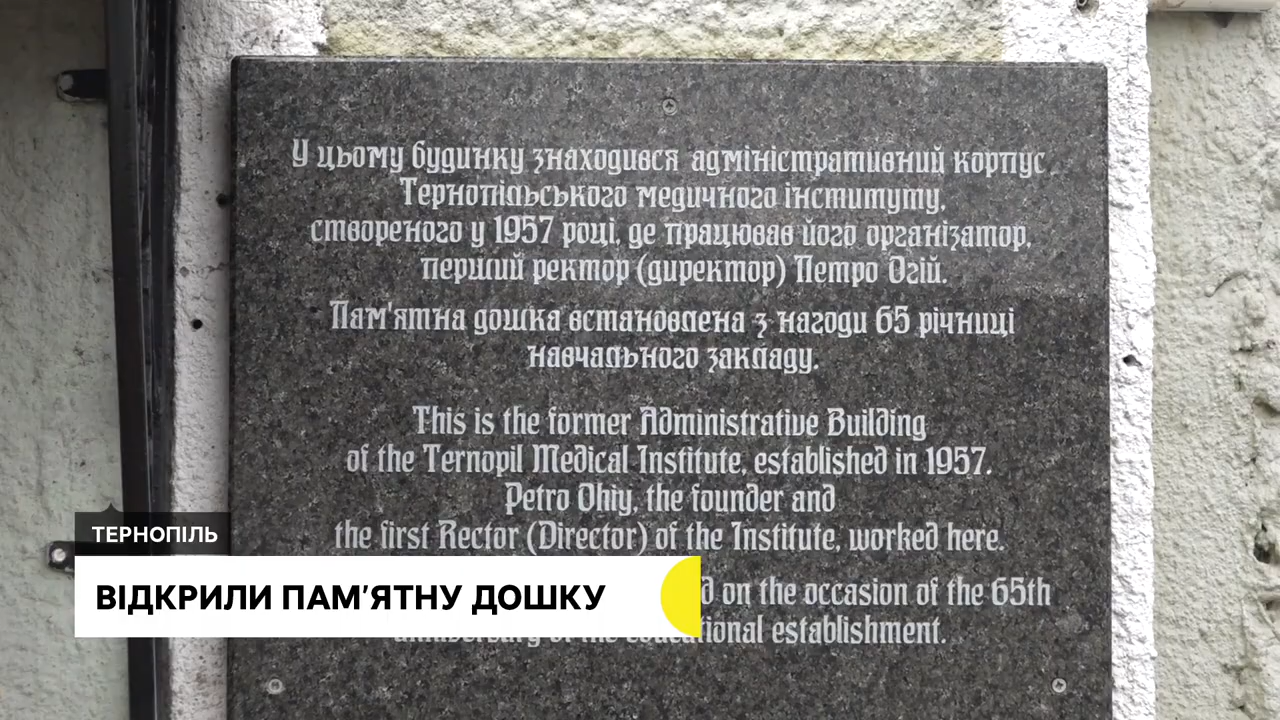 У цьому будинку знаходився адміністративний корпус
Тернопільського медичного інституту,
створеного у 1957 році, де працював його організатор,
перший ректор (директор) Петро Огій.
Пам'ятна дошка встановлена з нагоди 65 річниці
навчального закладу.
This is the former Administrative Building
of the Ternopil Medical Institute, established in 1957.
Petro Ohiy, the founder and
the first Rector (Director) of the Institute, worked here.
on the occasion of the 65th
establishment.
ТЕРНОПІЛЬ
ВІДКРИЛИ ПАМ’ЯТНУ ДОШКУ